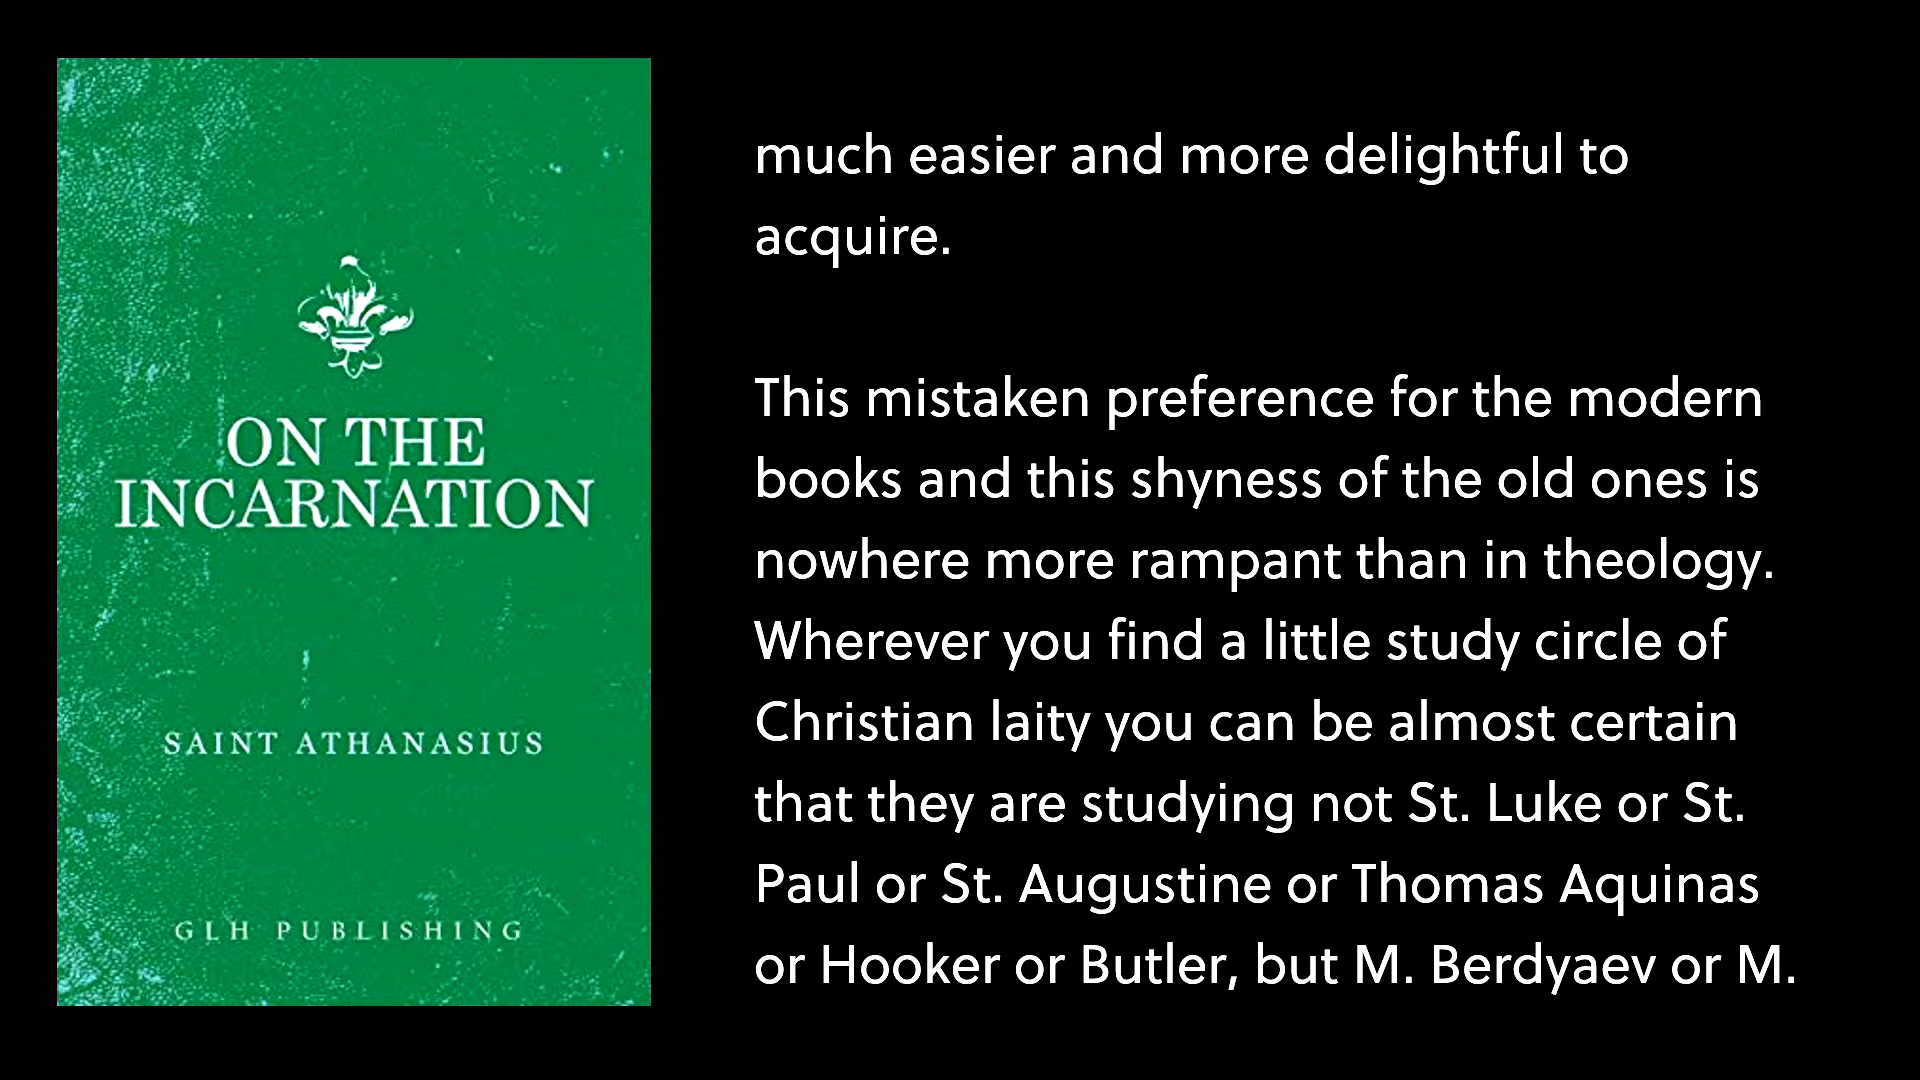 ON THE
INCARNATION
SAINT ATHANASIUS
GLH PUBLISHING
much easier and more delightful to
acquire.
This mistaken preference for the modern
books and this shyness of the old ones is
nowhere more rampant than in theology.
Wherever you find a little study circle of
Christian laity you can be almost certain
that they are studying not St. Luke or St.
Paul or St. Augustine or Thomas Aquinas
or Hooker or Butler, but M. Berdyaev or M.